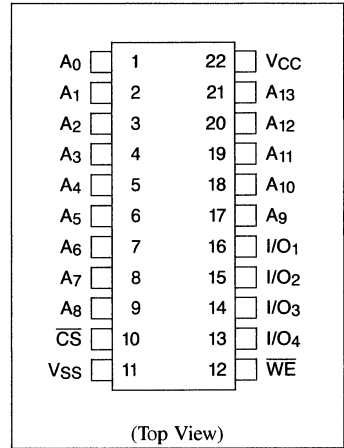 A0 1 22 VCC
A1 2 21 A13
A2 3 20 A12
A3 4 19 A11
A4 5 18 A10
A5 6 17 A9
A6 7 16 I/O1
A7 8 15 I/O2
A8 9 14 I/O3
CS 10 13 I/O4
VSS 11 12 WE
(Top View)